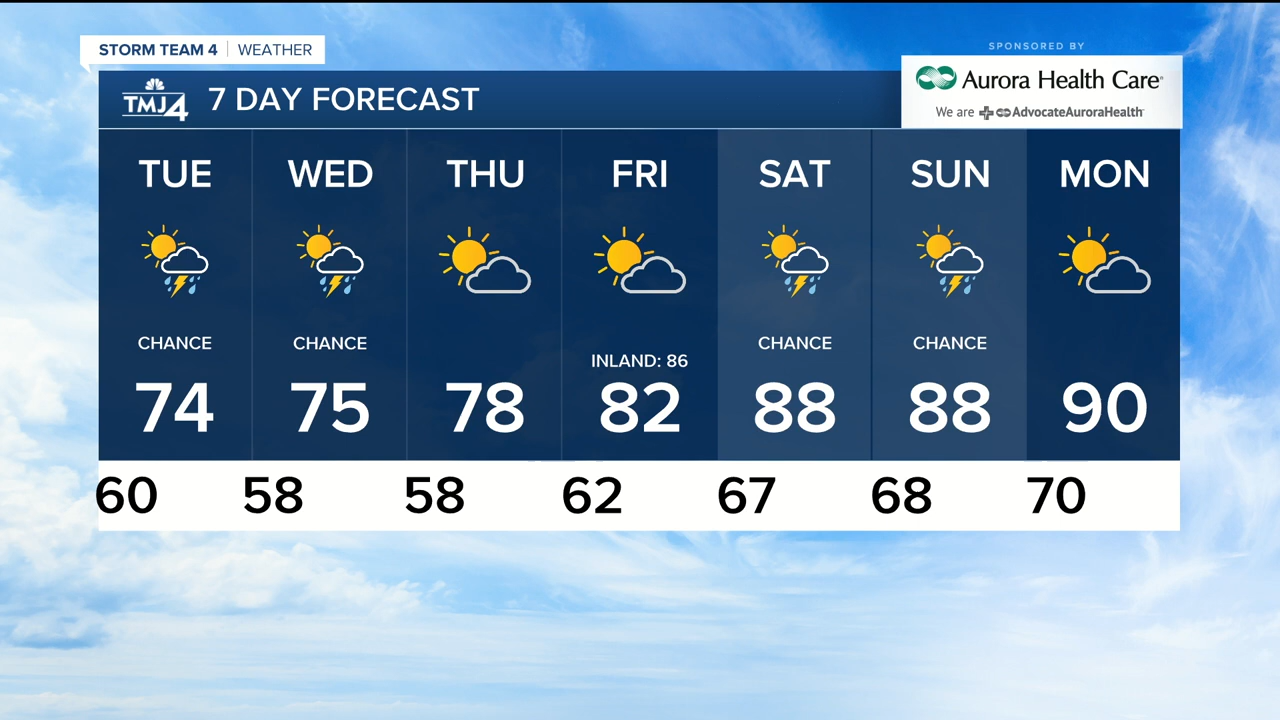 STORM TEAM 4 | WEATHER
SPONSORED BY
Aurora Health Care®
We are AdvocateAuroraHealth
TMJ4
7 DAY FORECAST
TUE WED THU FRI SAT SUN MON
CHANCE CHANCE INLAND: 86 CHANCE CHANCE
74 75 78 82 88 88 90
60 58 58 62 67 68 70